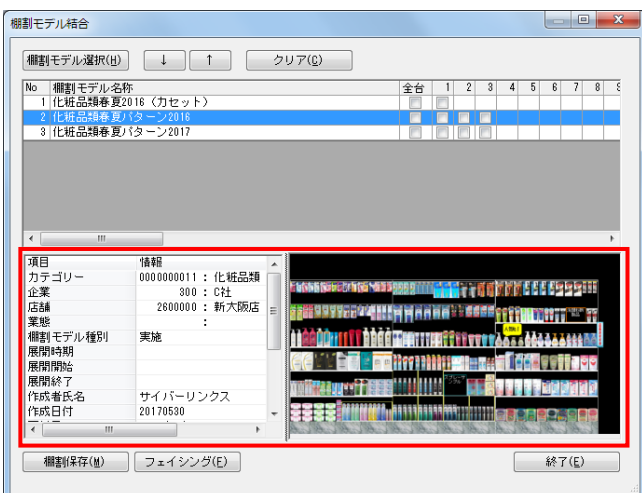 棚割モデル結合
棚割モデル選択(H) ↓ ↑ クリア(C)
No 棚割モデル名称 全台 1 2 3 4 5 6 7 8
1 化粧品類春夏2016（カセット）
2 化粧品類春夏パターン2016
3 化粧品類春夏パターン2017
項目 情報
カテゴリー 0000000011 : 化粧品類
企業 300 : C社
店舗 2600000 : 新大阪店
業態 :
棚割モデル種別 実施
展開時期
展開開始
展開終了
作成者氏名 サイバーリンクス
作成日付 20170530
棚割保存(M) フェイシング(F) 終了(E)